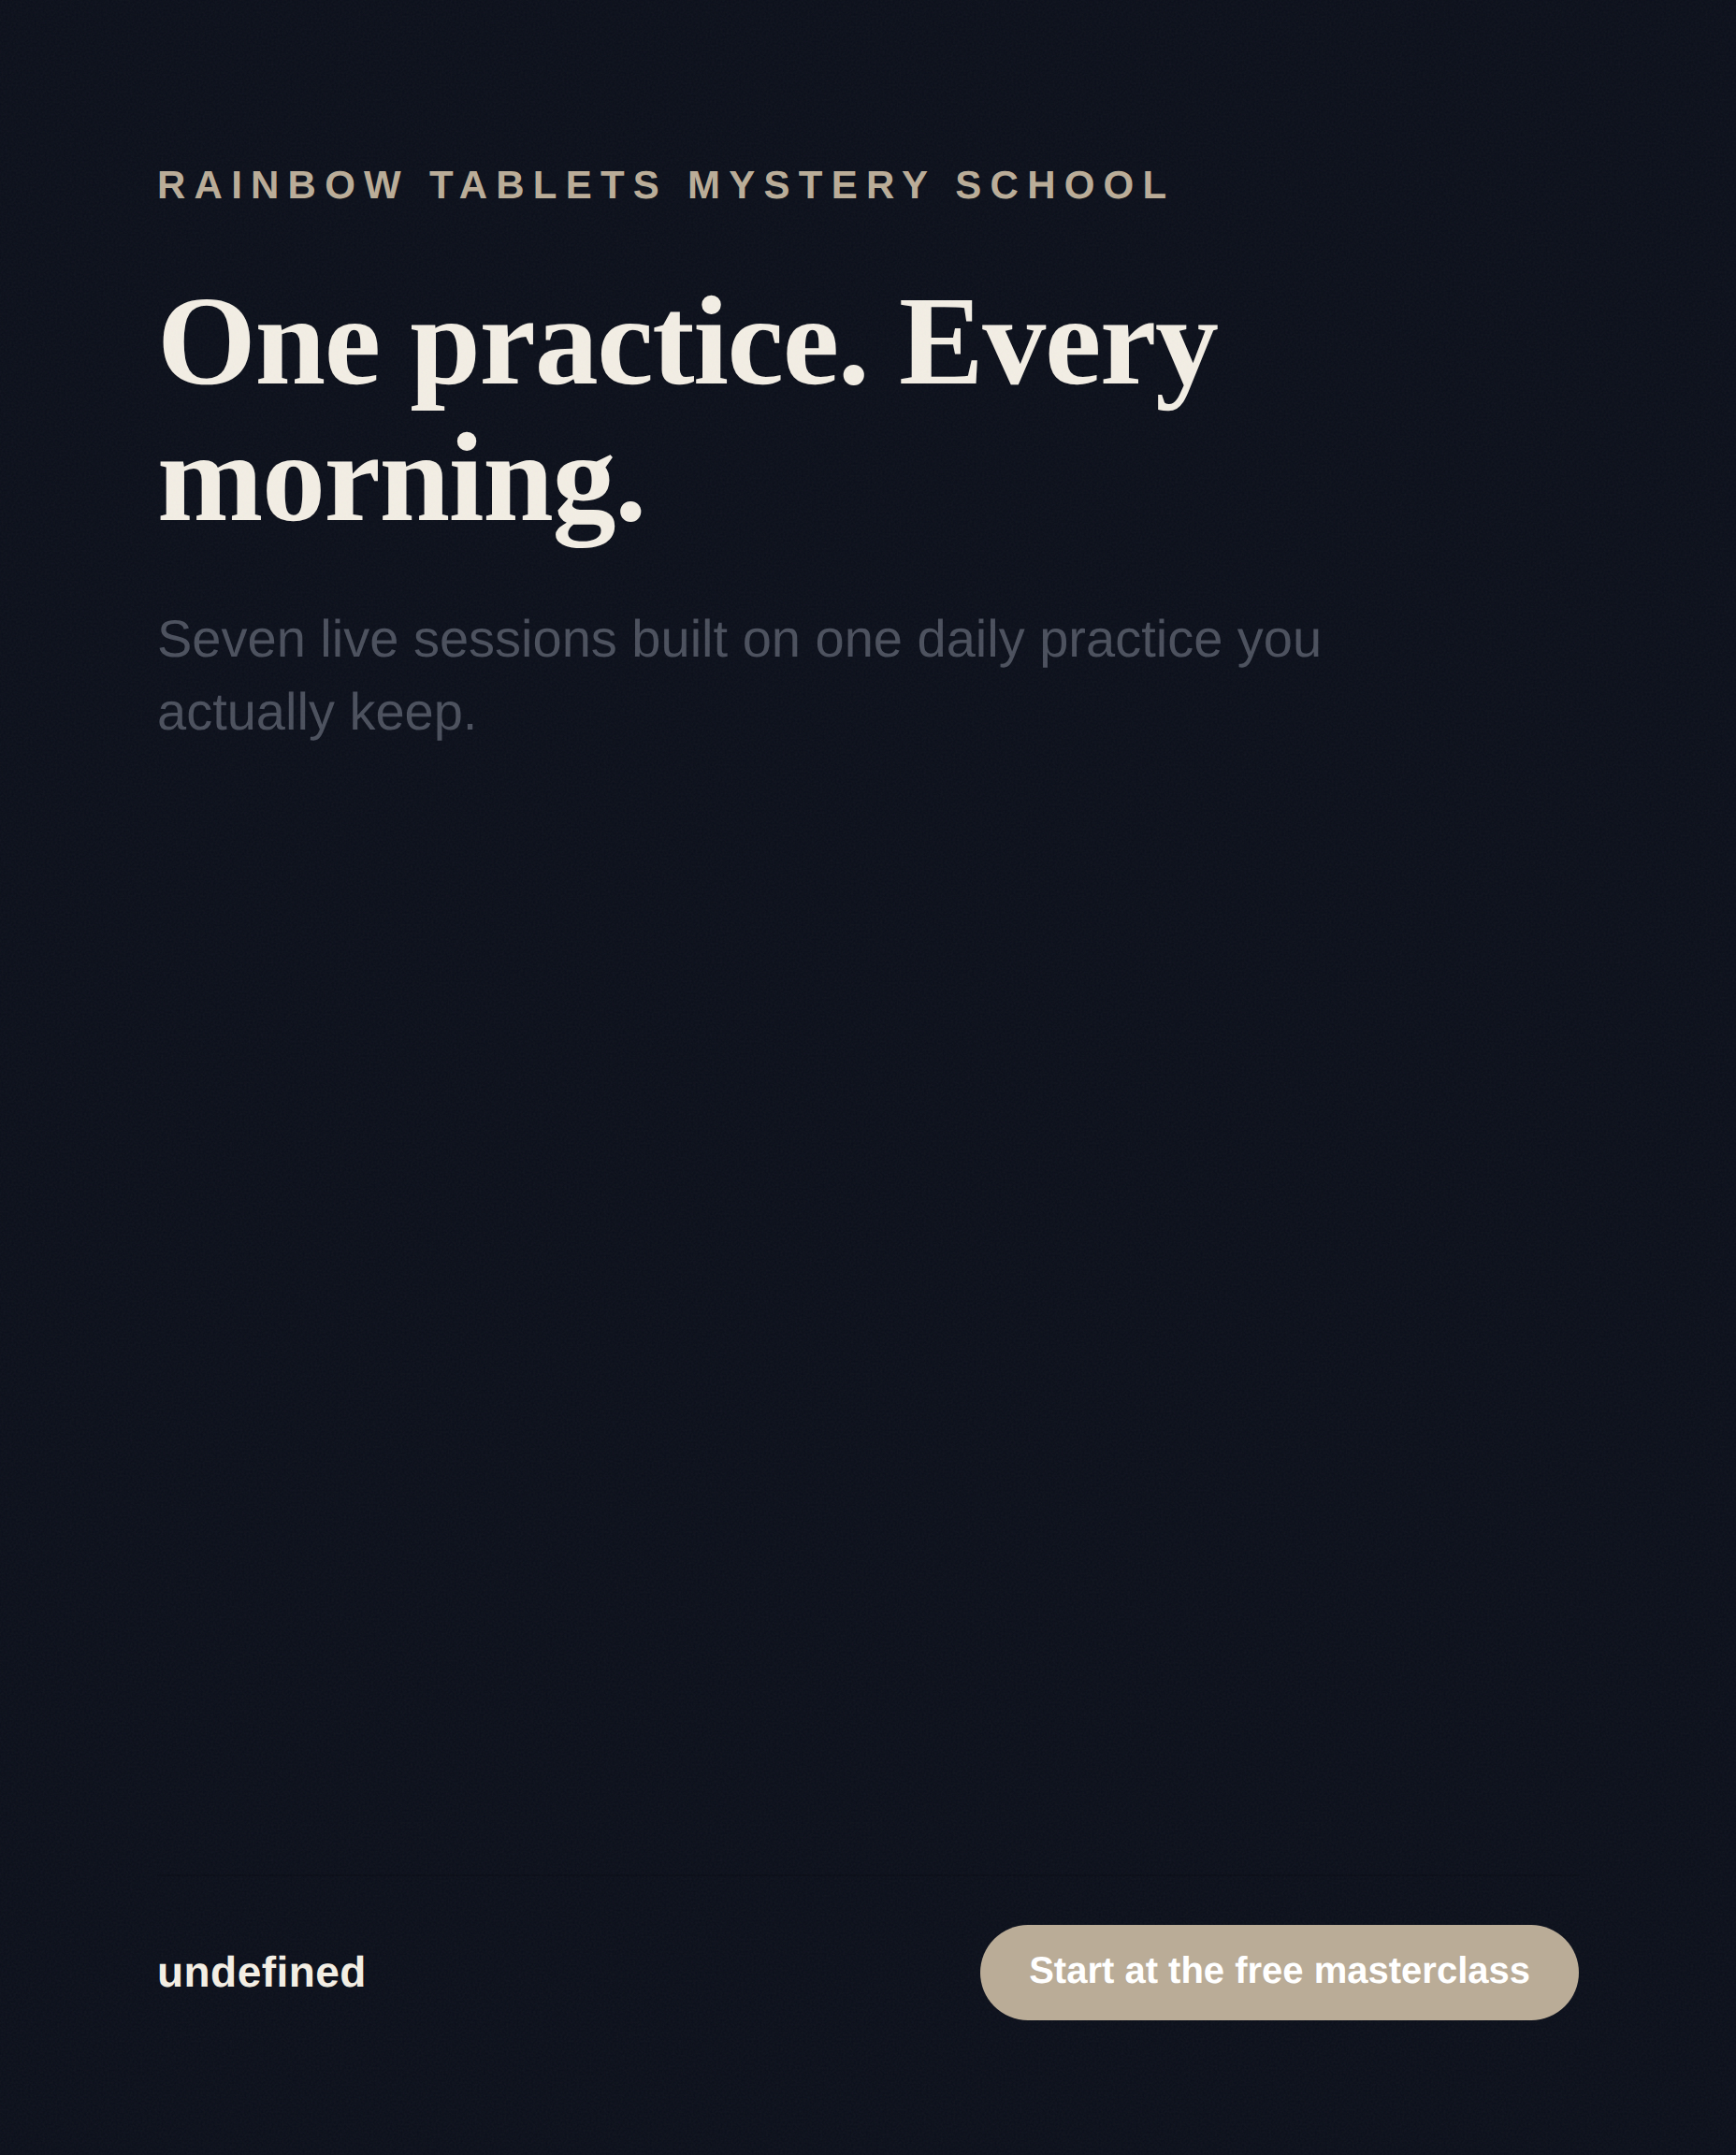 RAINBOW TABLETS MYSTERY SCHOOL
One practice. Every
morning.
Seven live sessions built on one daily practice you
actually keep.
undefined
Start at the free masterclass